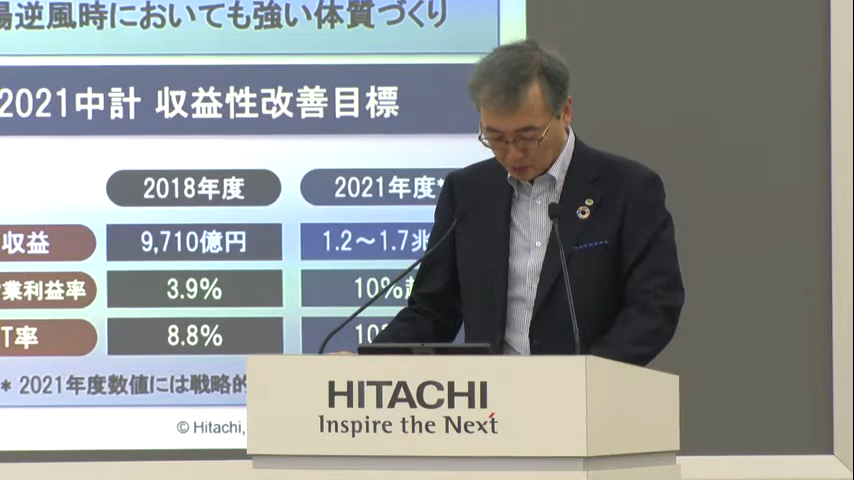 逆風時においても強い体質づくり
2021中計 収益性改善目標
2018年度
2021年度*
収益
9,710億円
1.2～1.7兆
業利益率
3.9%
10%超
T率
8.8%
10
* 2021年度数値には戦略的
© Hitachi,
HITACHI
Inspire the Next